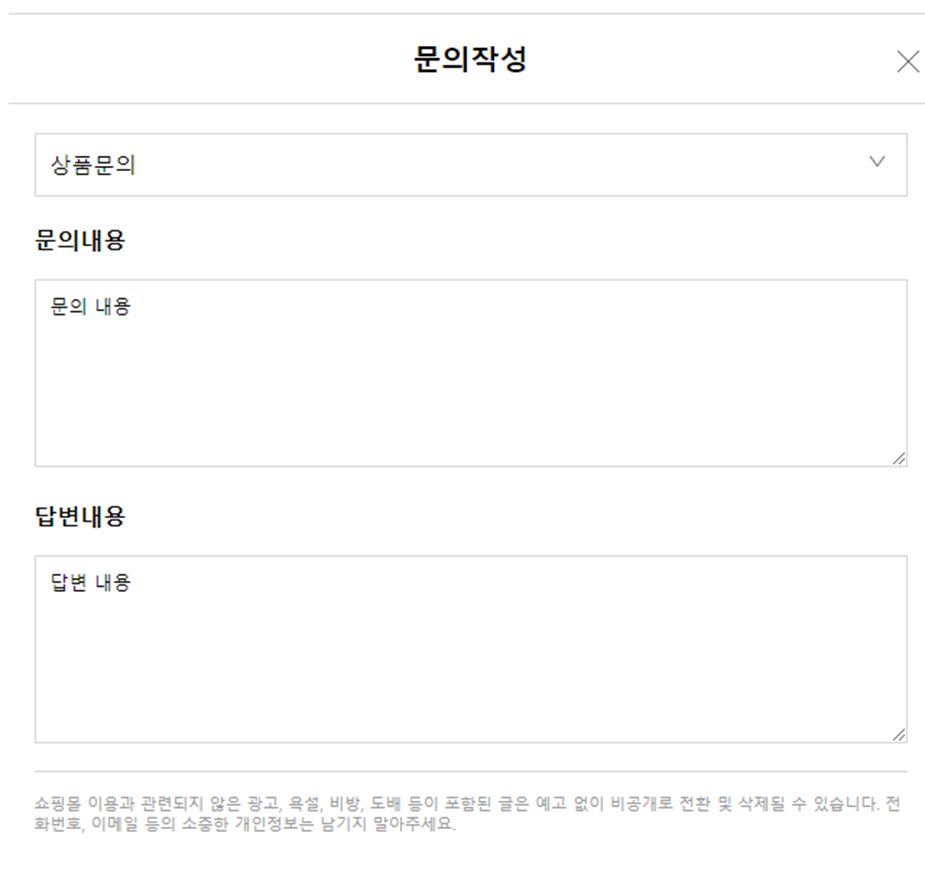 문의작성
상품문의
문의내용
문의 내용
답변내용
답변 내용
쇼핑몰 이용과 관련되지 않은 광고, 욕설, 비방, 도배 등이 포함된 글은 예고 없이 비공개로 전환 및 삭제될 수 있습니다. 전
화번호, 이메일 등의 소중한 개인정보는 남기지 말아주세요.